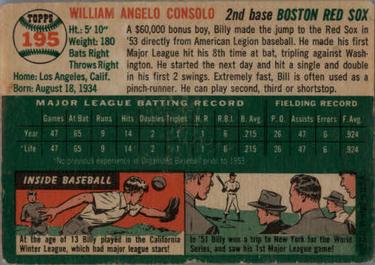 TOPPS
195
WILLIAM ANGELO CONSOLO 2nd base BOSTON RED SOX
Ht.: 5' 10"
Weight: 180
Bats Right
Throws Right
Home: Los Angeles, Calif.
Born: August 18, 1934
A $60,000 bonus boy, Billy made the jump to the Red Sox in
'53 directly from American Legion baseball. He made his first
Major League hit his 5th time at bat, tripling against Wash-
ington. He started the next day and hit a single and double
in his first 2 swings. Extremely fast, Bill is often used as a
pinch-runner. He can play second, third or shortstop.
MAJOR LEAGUE BATTING RECORD FIELDING RECORD
Games At Bat Runs Hits Doubles Triples H.R. R.B.I. B. Avg. P.O. Assists Errors F. Avg.
Year 47 65 9 14 2 1 1 6 .215 26 35 6 .924
Life 47 65 9 14 2 1 1 6 .215 26 35 6 .924
*No previous experience in Organized Baseball prior to 1953
INSIDE BASEBALL
At the age of 13 Billy played in the California
Winter League, which had major league stars!
In '51 Billy won a trip to New York for the World
Series, and saw his 1st Major League game!